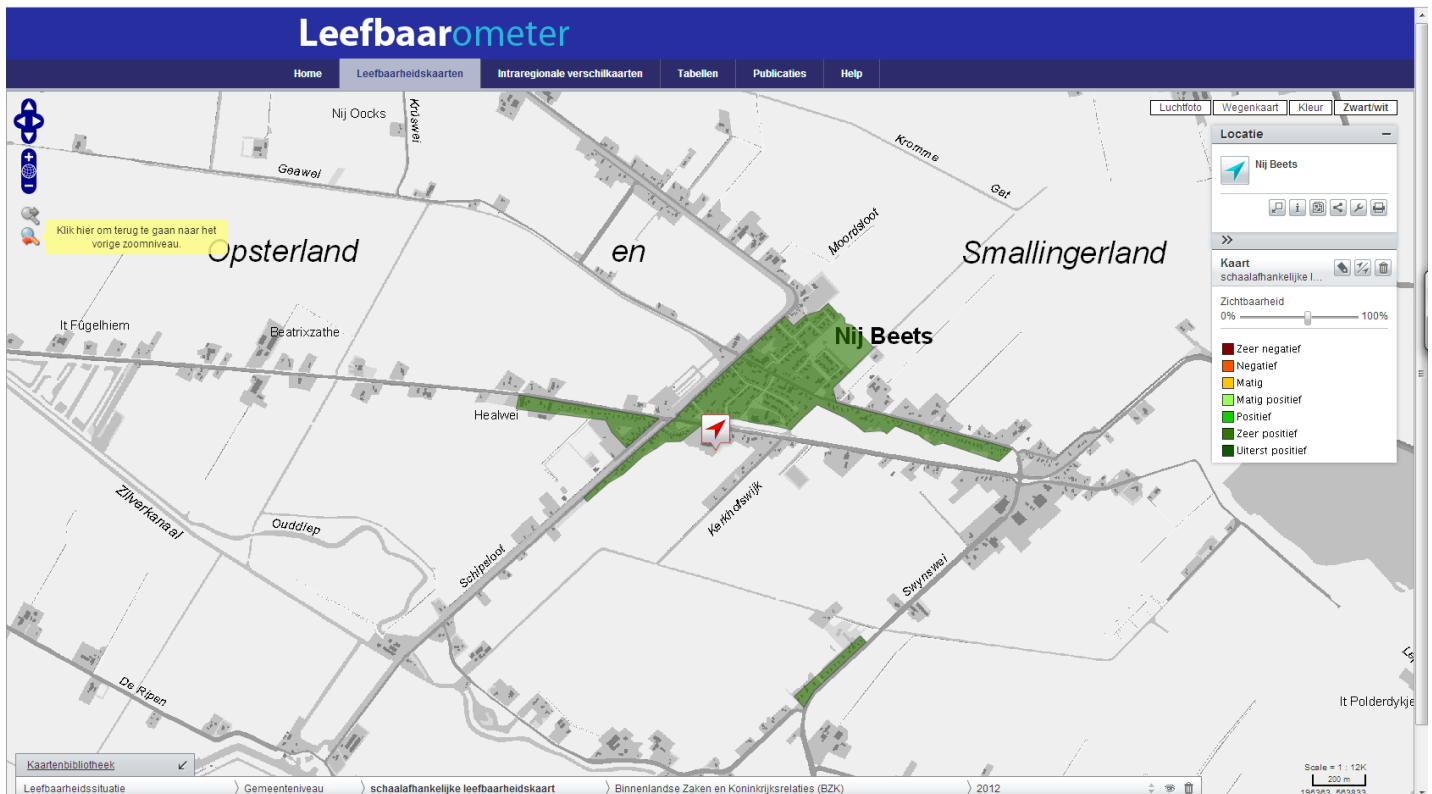 Leefbaarometer
Home Leefbaarheidskaarten Intraregionale verschilkaarten Tabellen Publicaties Help
Luchtfoto Wegenkaart Kleur Zwart/wit
Nij Oocks
Kruswei
Geawei
Kromme
Gat
Moordsloot
Klik hier om terug te gaan naar het
vorige zoomniveau.
Opsterland en Smallingerland
It Fûgelhiem
Beatrixzathe
Nij Beets
Healwei
Kerkhofswijk
Zilverkanaal
Ouddiep
Schipsloot
Swynswei
De Ripen
It Polderdykje
Locatie
Nij Beets
Kaart
schaalafhankelijke l...
Zichtbaarheid
0% 100%
Zeer negatief
Negatief
Matig
Matig positief
Positief
Zeer positief
Uiterst positief
Kaartenbibliotheek
Leefbaarheidssituatie Gemeenteniveau schaalafhankelijke leefbaarheidskaart Binnenlandse Zaken en Koninkrijksrelaties (BZK) 2012
Scale = 1 : 12K
200 m